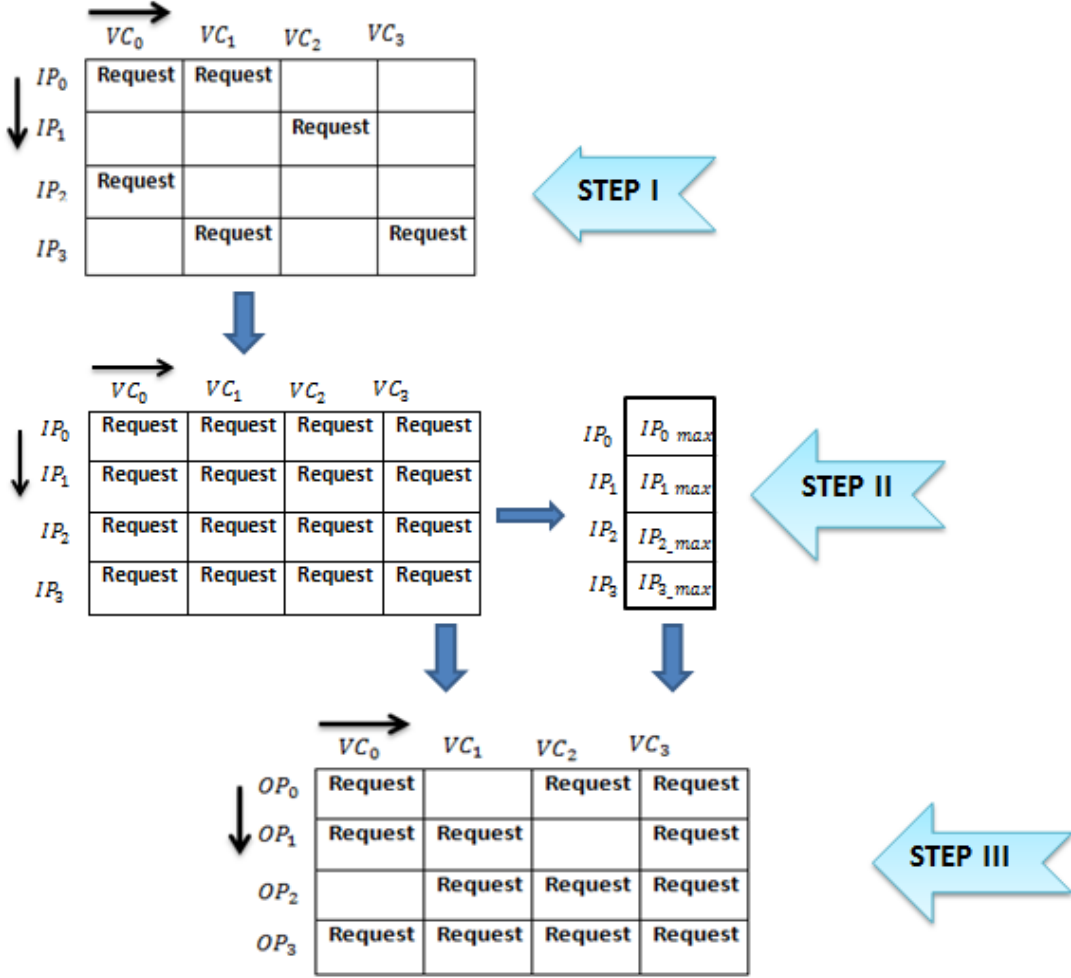 VC₀ VC₁ VC₂ VC₃
IP₀ Request Request
IP₁ Request
IP₂ Request
IP₃ Request Request
STEP I
VC₀ VC₁ VC₂ VC₃
IP₀ Request Request Request Request
IP₁ Request Request Request Request
IP₂ Request Request Request Request
IP₃ Request Request Request Request
IP₀ IP₀ max
IP₁ IP₁ max
IP₂ IP₂_max
IP₃ IP₃_max
STEP II
VC₀ VC₁ VC₂ VC₃
OP₀ Request Request Request
OP₁ Request Request Request
OP₂ Request Request Request
OP₃ Request Request Request Request
STEP III